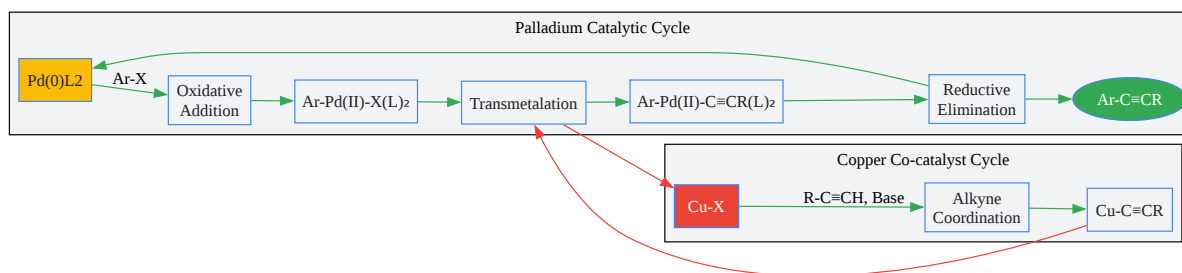 Palladium Catalytic Cycle
Pd(0)L2
Ar-X
Oxidative
Addition
Ar-Pd(II)-X(L)₂
Transmetalation
Ar-Pd(II)-C≡CR(L)₂
Reductive
Elimination
Ar-C≡CR
Copper Co-catalyst Cycle
Cu-X
R-C≡CH, Base
Alkyne
Coordination
Cu-C≡CR